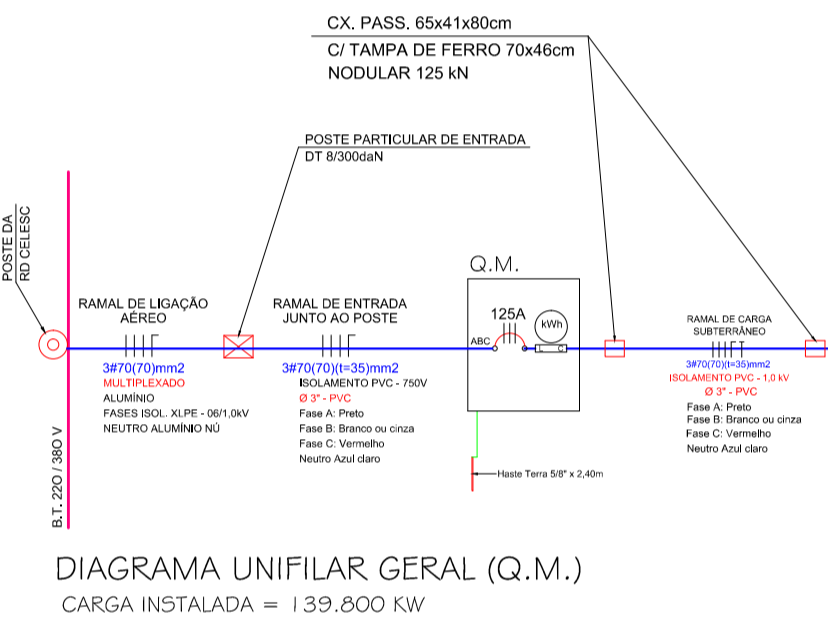 CX. PASS. 65x41x80cm
C/ TAMPA DE FERRO 70x46cm
NODULAR 125 kN
POSTE PARTICULAR DE ENTRADA
DT 8/300daN
POSTE DA
RD CELESC
B.T. 220 / 380 V
RAMAL DE LIGAÇÃO
AÉREO
3#70(70)mm2
MULTIPLEXADO
ALUMÍNIO
FASES ISOL. XLPE - 06/1,0kV
NEUTRO ALUMÍNIO NÚ
RAMAL DE ENTRADA
JUNTO AO POSTE
3#70(70)(t=35)mm2
ISOLAMENTO PVC - 750V
Ø 3" - PVC
Fase A: Preto
Fase B: Branco ou cinza
Fase C: Vermelho
Neutro Azul claro
Q.M.
125A
kWh
ABC
L C
Haste Terra 5/8" x 2,40m
RAMAL DE CARGA
SUBTERRÂNEO
3#70(70)(t=35)mm2
ISOLAMENTO PVC - 1,0 kV
Ø 3" - PVC
Fase A: Preto
Fase B: Branco ou cinza
Fase C: Vermelho
Neutro Azul claro
DIAGRAMA UNIFILAR GERAL (Q.M.)
CARGA INSTALADA = 139.800 KW